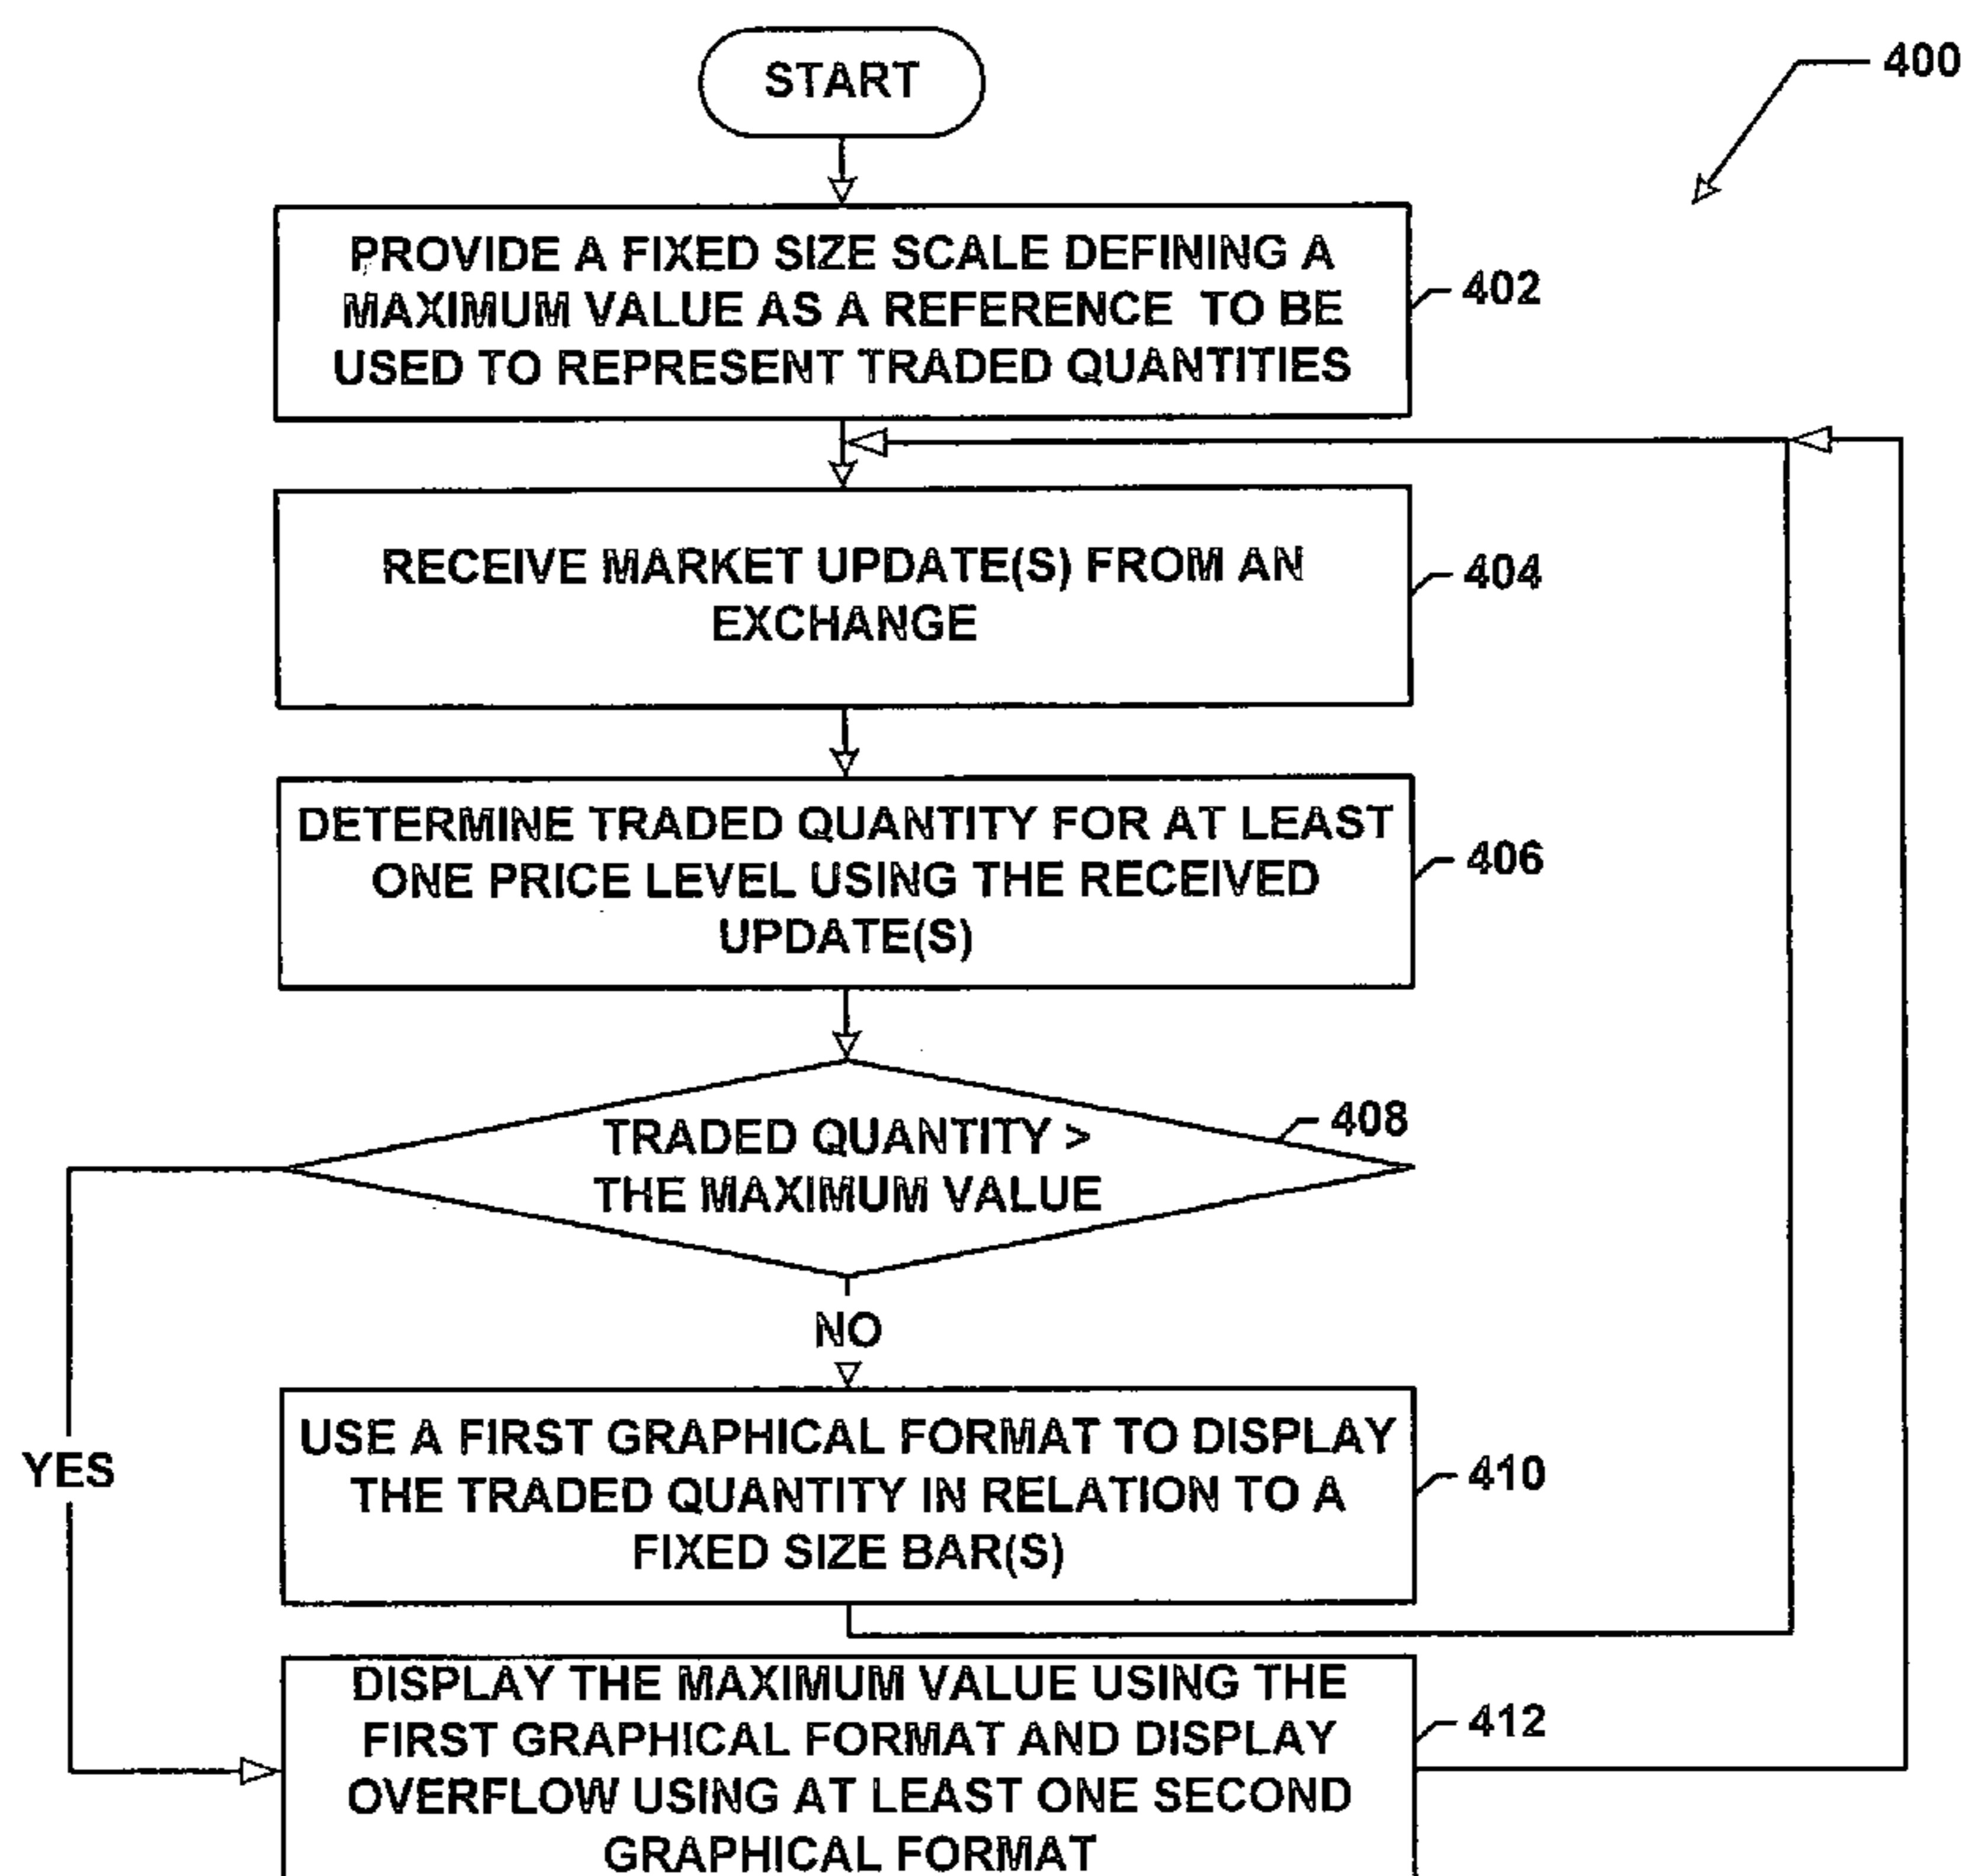 START
400
PROVIDE A FIXED SIZE SCALE DEFINING A
MAXIMUM VALUE AS A REFERENCE TO BE
USED TO REPRESENT TRADED QUANTITIES
402
RECEIVE MARKET UPDATE(S) FROM AN
EXCHANGE
404
DETERMINE TRADED QUANTITY FOR AT LEAST
ONE PRICE LEVEL USING THE RECEIVED
UPDATE(S)
406
TRADED QUANTITY >
THE MAXIMUM VALUE
408
NO
YES
USE A FIRST GRAPHICAL FORMAT TO DISPLAY
THE TRADED QUANTITY IN RELATION TO A
FIXED SIZE BAR(S)
410
DISPLAY THE MAXIMUM VALUE USING THE
FIRST GRAPHICAL FORMAT AND DISPLAY
OVERFLOW USING AT LEAST ONE SECOND
GRAPHICAL FORMAT
412